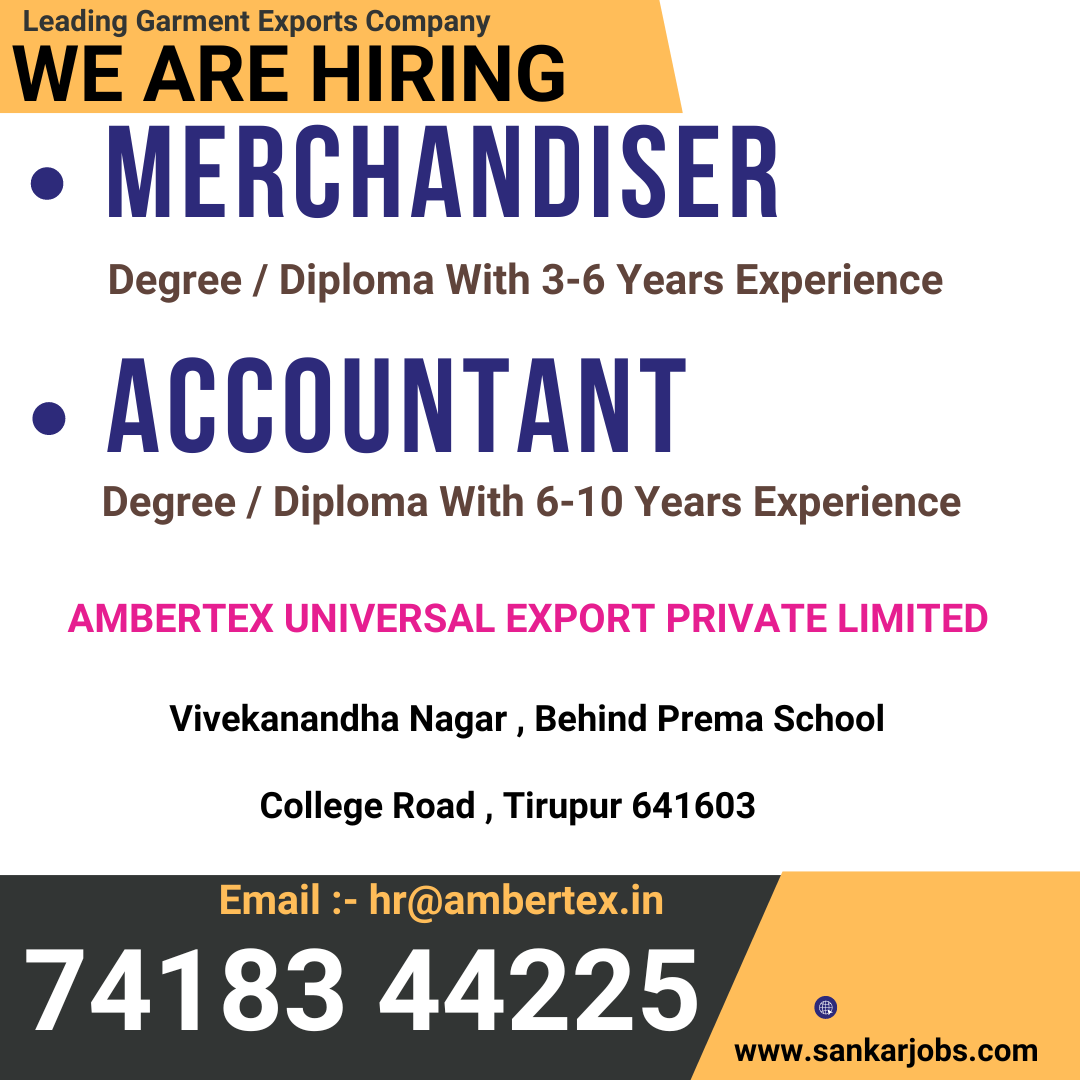 Leading Garment Exports Company
WE ARE HIRING
• MERCHANDISER
Degree / Diploma With 3-6 Years Experience
• ACCOUNTANT
Degree / Diploma With 6-10 Years Experience
AMBERTEX UNIVERSAL EXPORT PRIVATE LIMITED
Vivekanandha Nagar , Behind Prema School
College Road , Tirupur 641603
Email :- hr@ambertex.in
74183 44225
www.sankarjobs.com